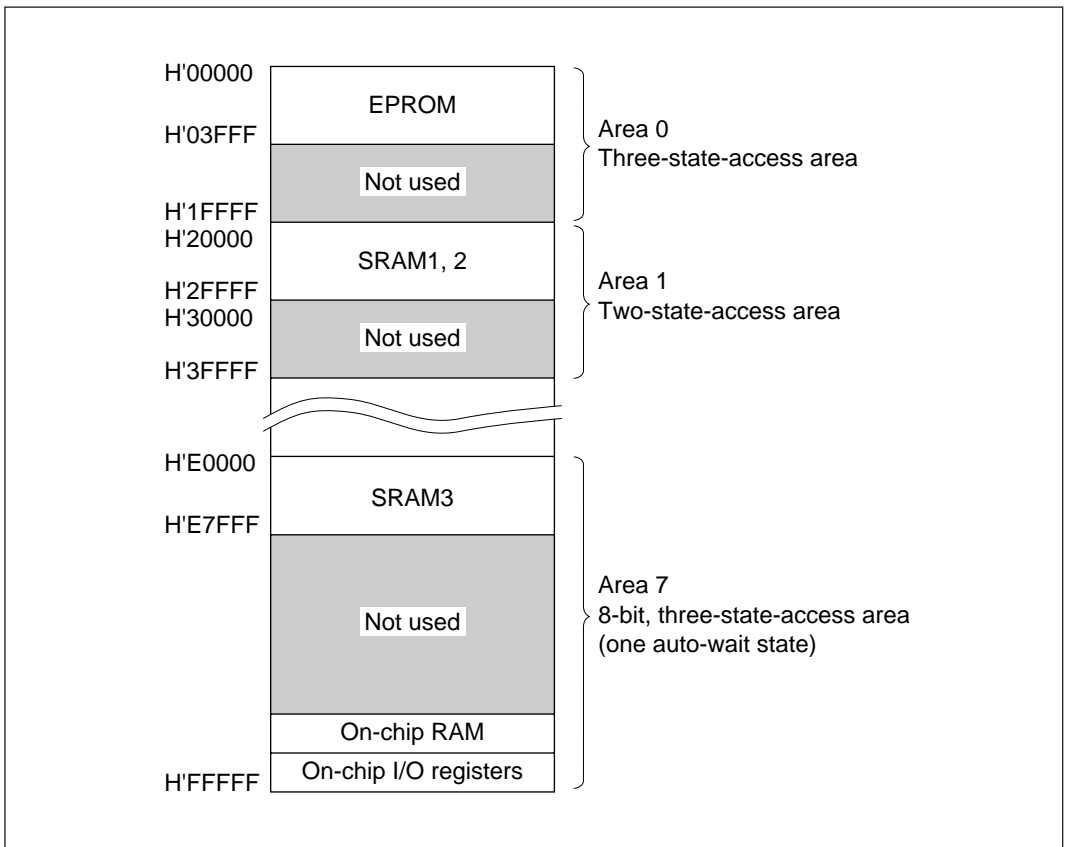 H'00000
EPROM
H'03FFF
Area 0
Three-state-access area
Not used
H'1FFFF
H'20000
SRAM1, 2
H'2FFFF
Area 1
Two-state-access area
H'30000
Not used
H'3FFFF
H'E0000
SRAM3
H'E7FFF
Not used
Area 7
8-bit, three-state-access area
(one auto-wait state)
On-chip RAM
On-chip I/O registers
H'FFFFF